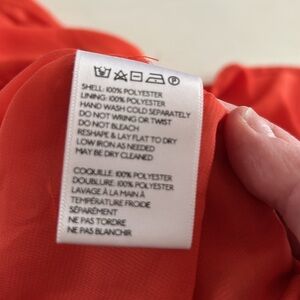 SHELL: 100% POLYESTER
LINING: 100% POLYESTER
HAND WASH COLD SEPARATELY
DO NOT WRING OR TWIST
DO NOT BLEACH
RESHAPE & LAY FLAT TO DRY
LOW IRON AS NEEDED
MAY BE DRY CLEANED
COQUILLE: 100% POLYESTER
DOUBLURE: 100% POLYESTER
LAVAGE À LA MAIN À
TEMPÉRATURE FROIDE
SÉPARÉMENT
NE PAS TORDRE
NE PAS BLANCHIR